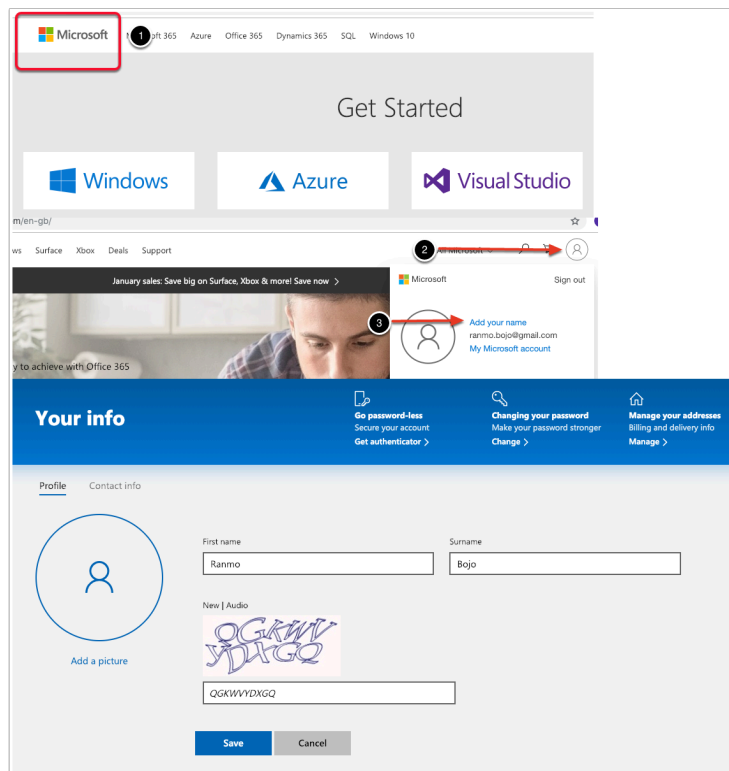 Microsoft
1
oft 365 Azure Office 365 Dynamics 365 SQL Windows 10
Get Started
Windows
Azure
Visual Studio
m/en-gb/
ws Surface Xbox Deals Support
2
All Microsoft
January sales: Save big on Surface, Xbox & more! Save now >
Microsoft
Sign out
3
Add your name
ranmo.bojo@gmail.com
My Microsoft account
y to achieve with Office 365
Your info
Go password-less
Secure your account
Get authenticator >
Changing your password
Make your password stronger
Change >
Manage your addresses
Billing and delivery info
Manage >
Profile Contact info
First name
Ranmo
Surname
Bojo
New | Audio
QGKWV
YDXGQ
Add a picture
QGKWVYDXGQ
Save
Cancel